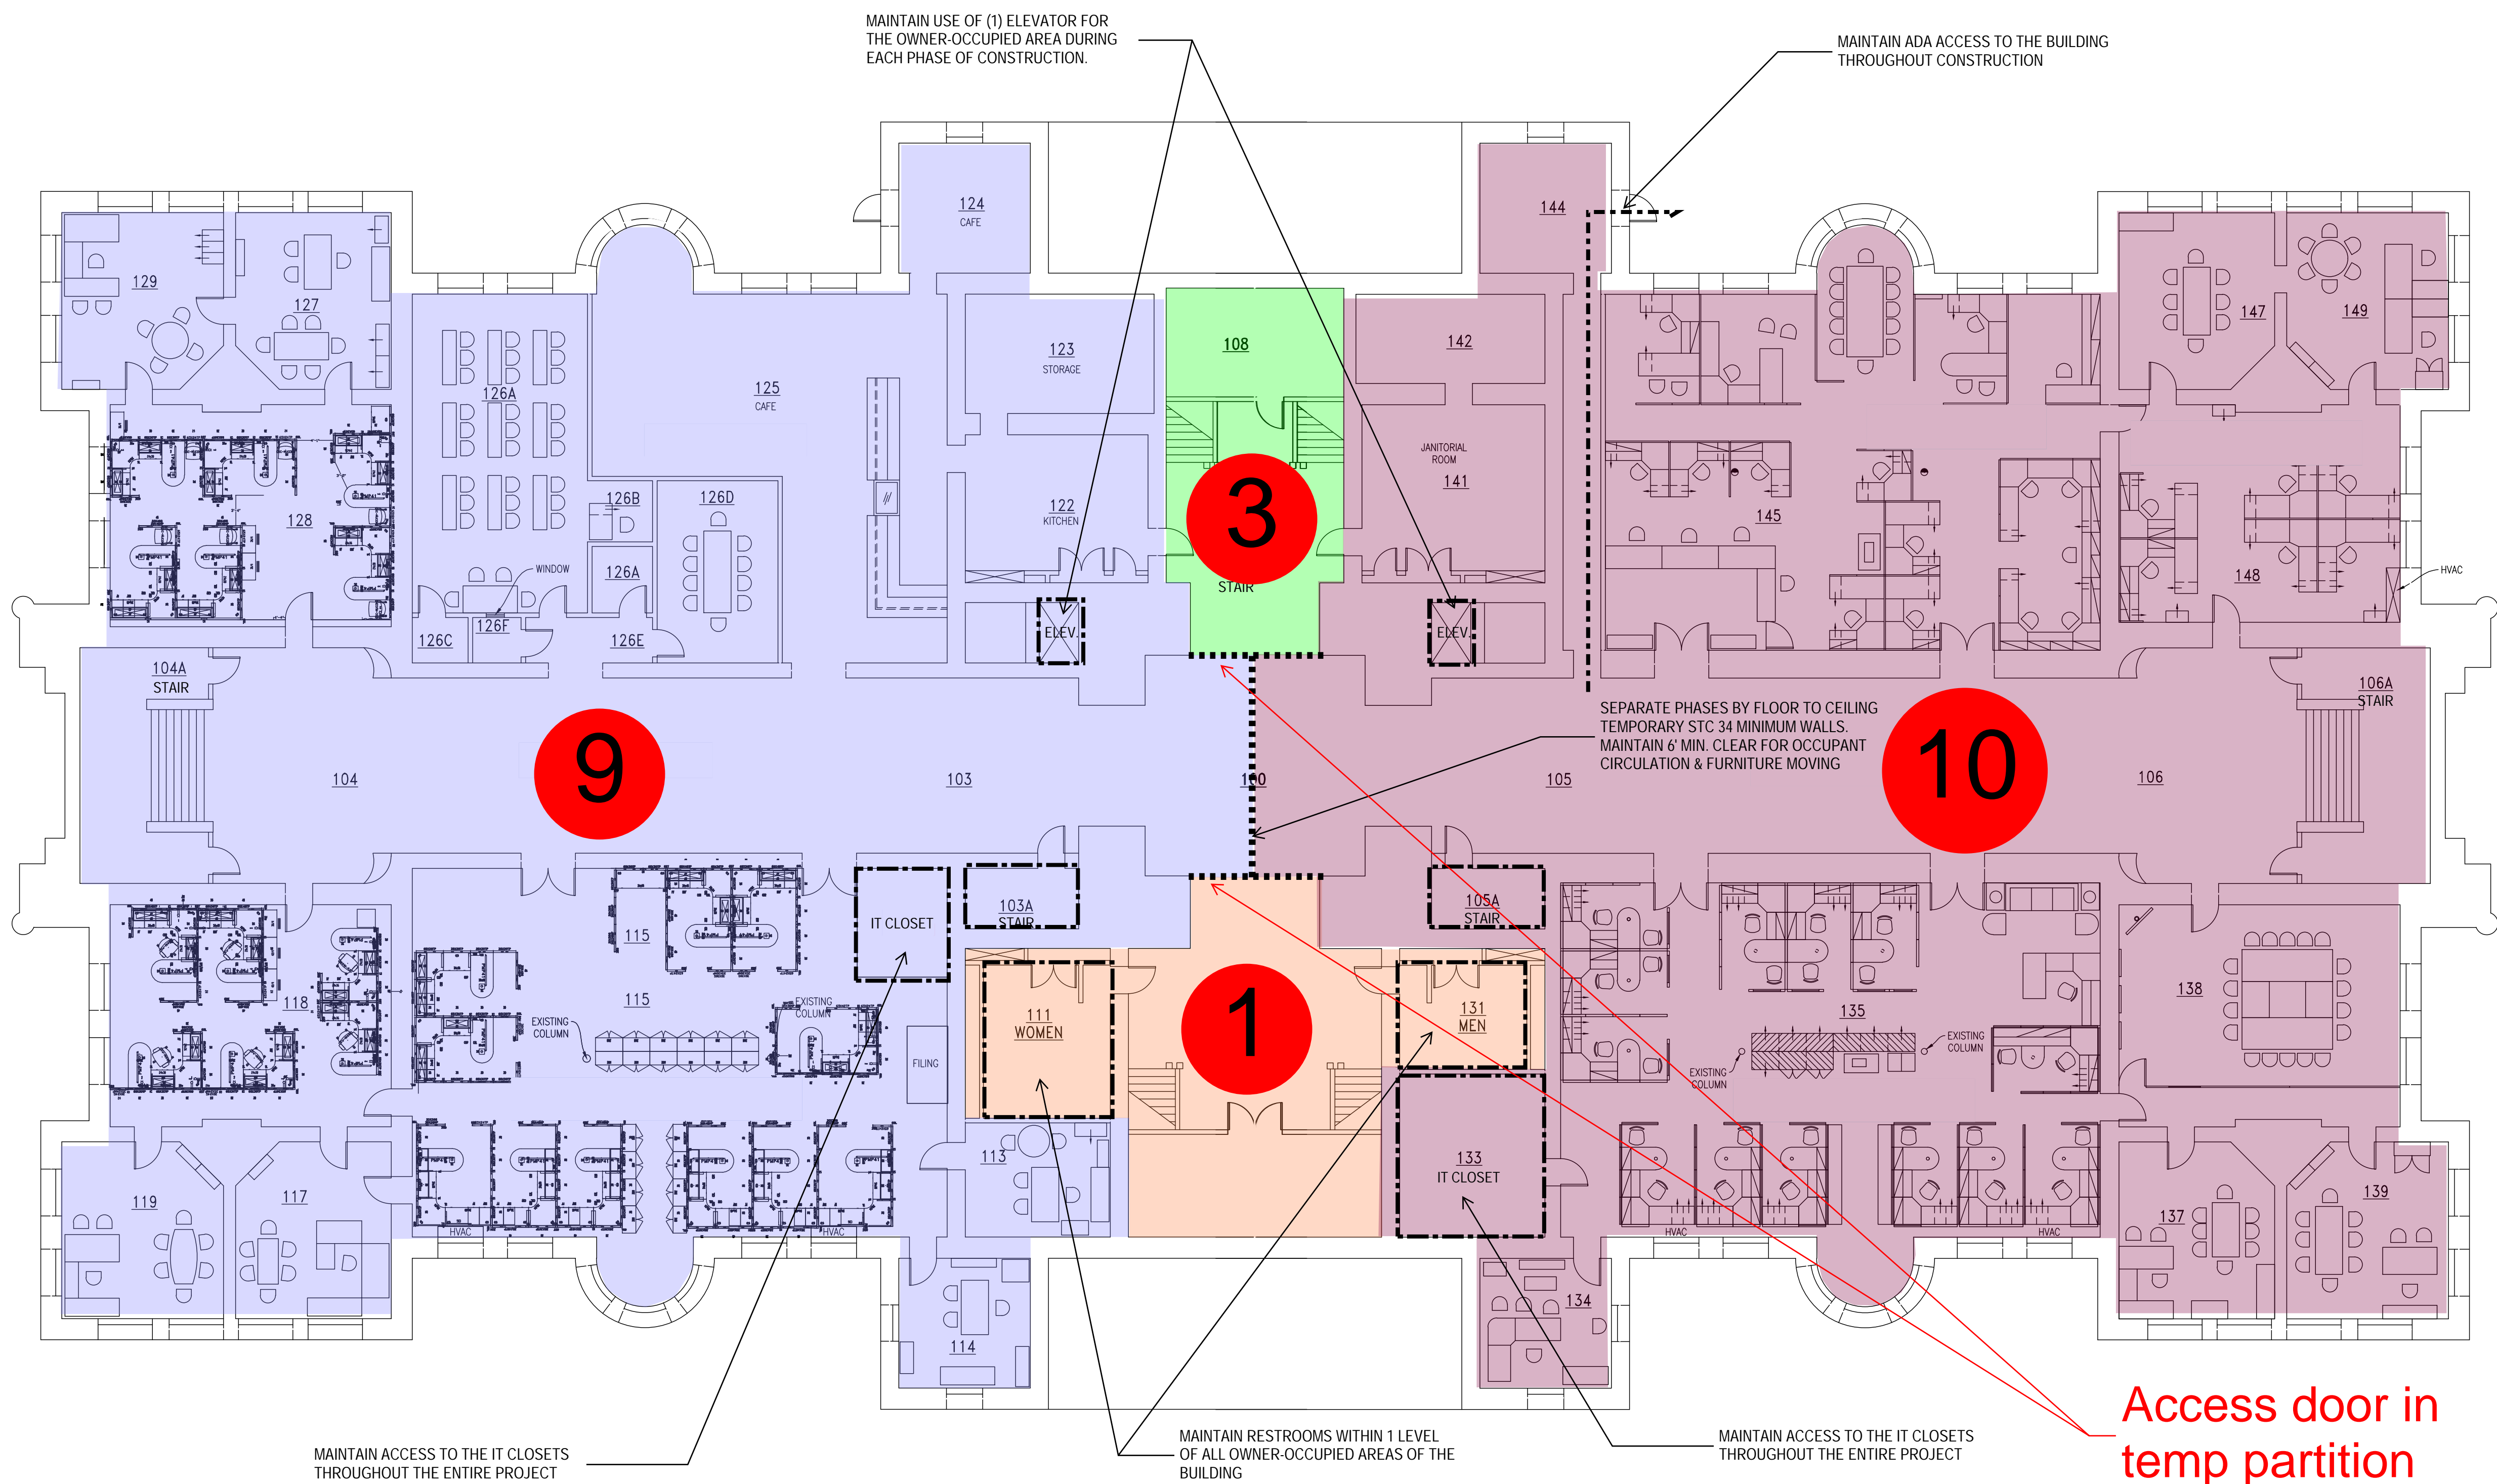 MAINTAIN USE OF (1) ELEVATOR FOR
THE OWNER-OCCUPIED AREA DURING
EACH PHASE OF CONSTRUCTION.
MAINTAIN ADA ACCESS TO THE BUILDING
THROUGHOUT CONSTRUCTION
124
CAFE
144
129
127
126A
125
CAFE
123
STORAGE
108
142
147
149
128
126B
126D
122
KITCHEN
3
JANITORIAL
ROOM
141
145
148
HVAC
WINDOW
126A
STAIR
126C
126F
126E
ELEV.
ELEV.
104A
STAIR
106A
STAIR
SEPARATE PHASES BY FLOOR TO CEILING
TEMPORARY STC 34 MINIMUM WALLS.
MAINTAIN 6' MIN. CLEAR FOR OCCUPANT
CIRCULATION & FURNITURE MOVING
104
9
103
100
105
10
106
115
IT CLOSET
103A
STAIR
105A
STAIR
118
115
EXISTING
COLUMN
EXISTING
COLUMN
FILING
111
WOMEN
1
131
MEN
135
EXISTING
COLUMN
EXISTING
COLUMN
138
113
133
IT CLOSET
119
117
HVAC
HVAC
HVAC
HVAC
137
139
114
134
MAINTAIN ACCESS TO THE IT CLOSETS
THROUGHOUT THE ENTIRE PROJECT
MAINTAIN RESTROOMS WITHIN 1 LEVEL
OF ALL OWNER-OCCUPIED AREAS OF THE
BUILDING
MAINTAIN ACCESS TO THE IT CLOSETS
THROUGHOUT THE ENTIRE PROJECT
Access door in
temp partition